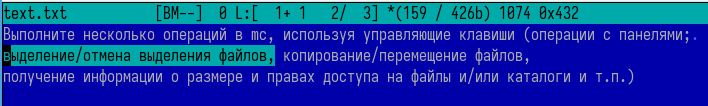 text.txt [BM--] 0 L:[ 1+ 1 2/ 3] *(159 / 426b) 1074 0x432
Выполните несколько операций в mc, используя управляющие клавиши (операции с панелями;.
выделение/отмена выделения файлов, копирование/перемещение файлов,
получение информации о размере и правах доступа на файлы и/или каталоги и т.п.)